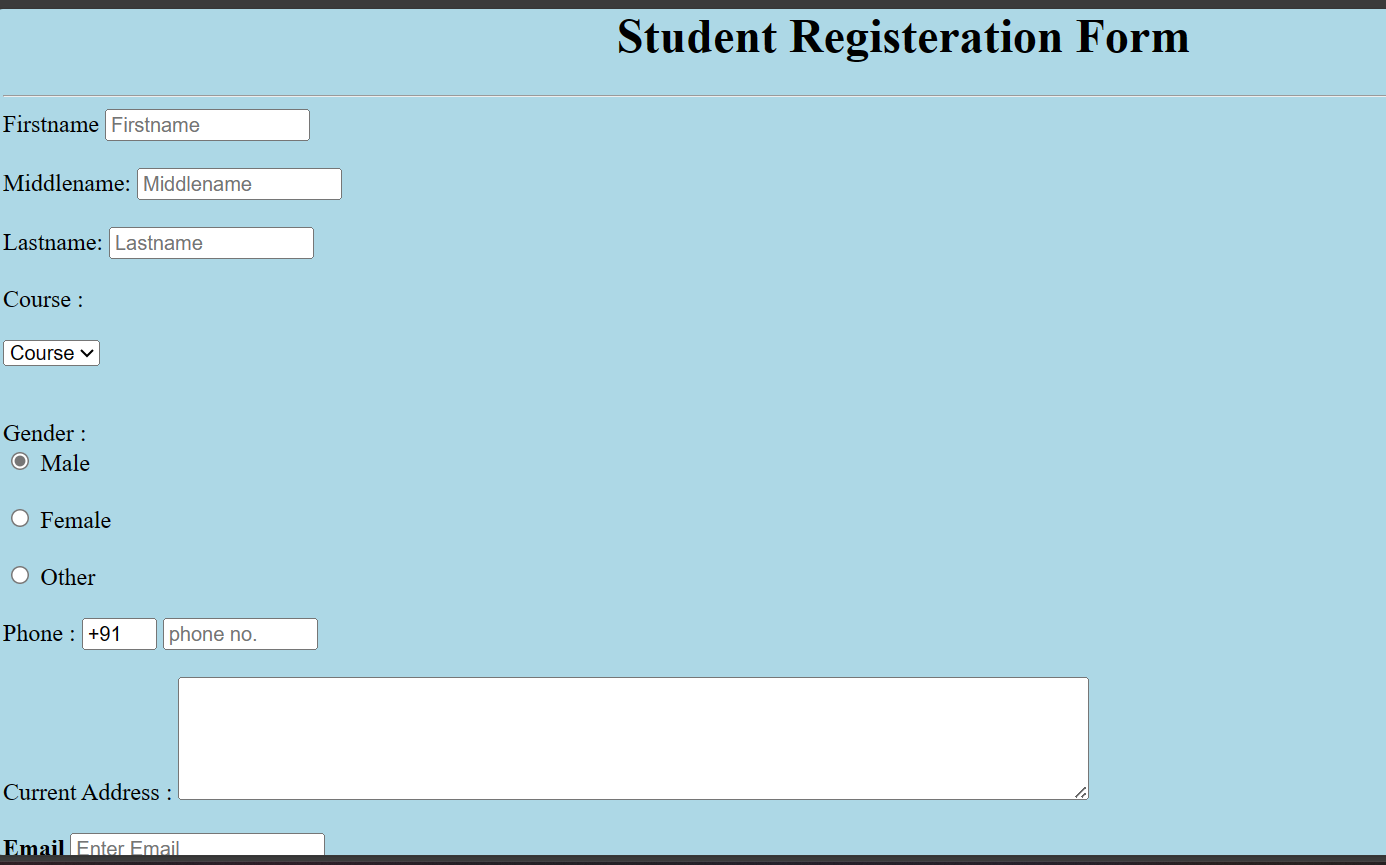 Student Registeration Form
Firstname Firstname
Middlename: Middlename
Lastname: Lastname
Course :
Course
Gender :
Male
Female
Other
Phone : +91 phone no.
Current Address :
Email Enter Email